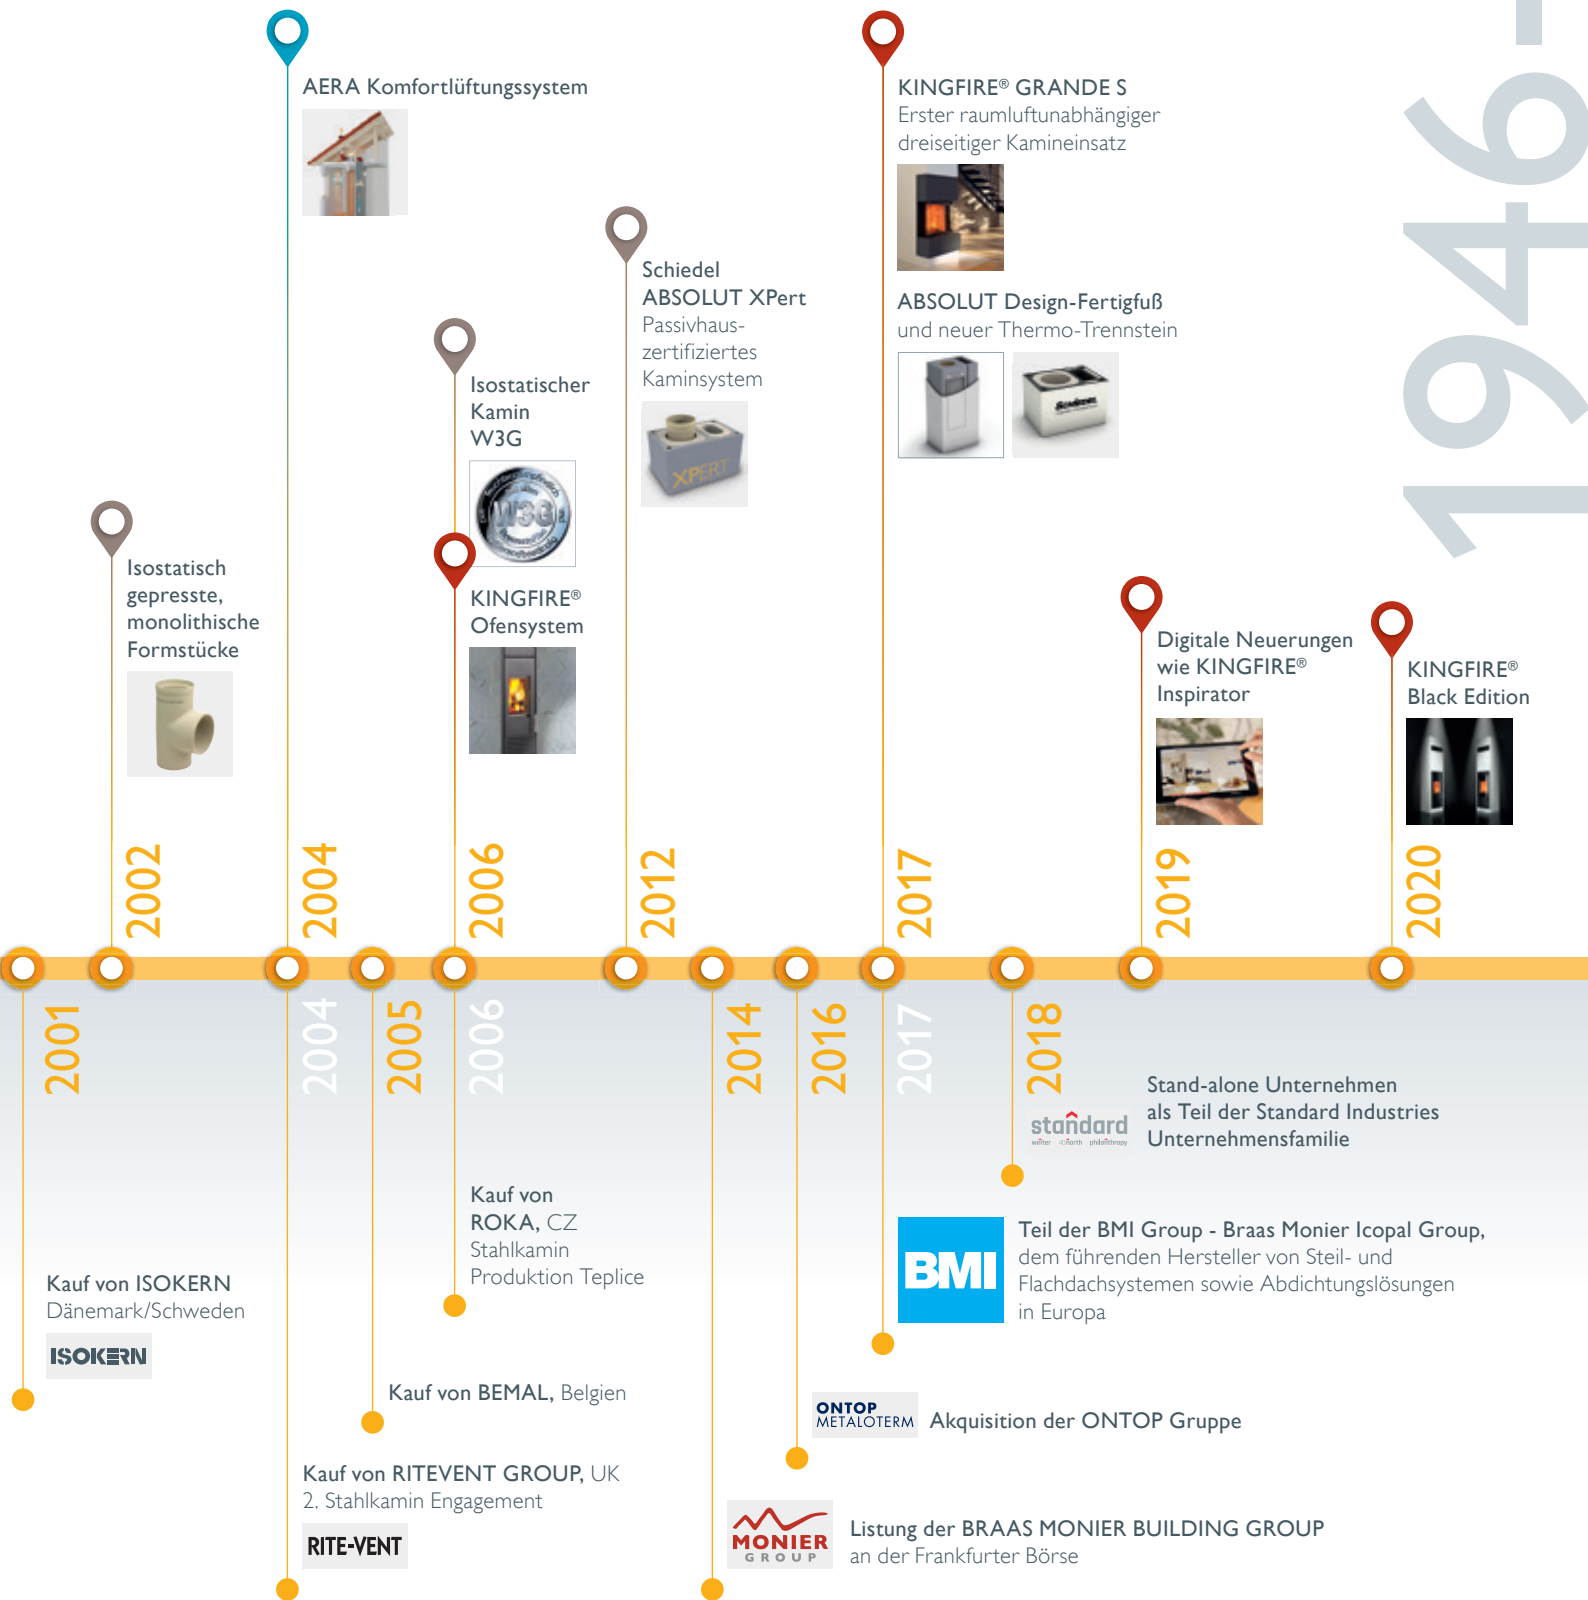 1946-
AERA Komfortlüftungssystem
KINGFIRE® GRANDE S
Erster raumluftunabhängiger
dreiseitiger Kamineinsatz
ABSOLUT Design-Fertigfuß
und neuer Thermo-Trennstein
SCHIEDEL
Schiedel
ABSOLUT XPert
Passivhaus-
zertifiziertes
Kaminsystem
XPERT
Isostatischer
Kamin
W3G
W3G
KINGFIRE®
Ofensystem
Isostatisch
gepresste,
monolithische
Formstücke
Digitale Neuerungen
wie KINGFIRE®
Inspirator
KINGFIRE®
Black Edition
2002
2004
2006
2012
2017
2019
2020
2001
2004
2005
2006
2014
2016
2017
2018
standard
winter 40north philanthropy
Stand-alone Unternehmen
als Teil der Standard Industries
Unternehmensfamilie
Kauf von
ROKA, CZ
Stahlkamin
Produktion Teplice
BMI
Teil der BMI Group - Braas Monier Icopal Group,
dem führenden Hersteller von Steil- und
Flachdachsystemen sowie Abdichtungslösungen
in Europa
Kauf von ISOKERN
Dänemark/Schweden
ISOKERN
Kauf von BEMAL, Belgien
ONTOP
METALOTERM
Akquisition der ONTOP Gruppe
Kauf von RITEVENT GROUP, UK
2. Stahlkamin Engagement
RITE-VENT
MONIER
GROUP
Listung der BRAAS MONIER BUILDING GROUP
an der Frankfurter Börse